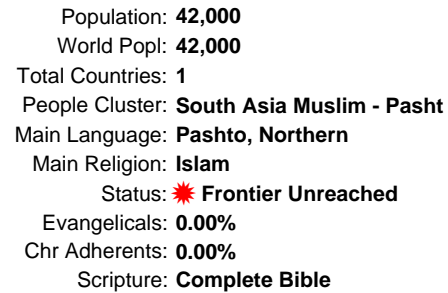 Population: 42,000
World Popl: 42,000
Total Countries: 1
People Cluster: South Asia Muslim - Pasht
Main Language: Pashto, Northern
Main Religion: Islam
Status: Frontier Unreached
Evangelicals: 0.00%
Chr Adherents: 0.00%
Scripture: Complete Bible